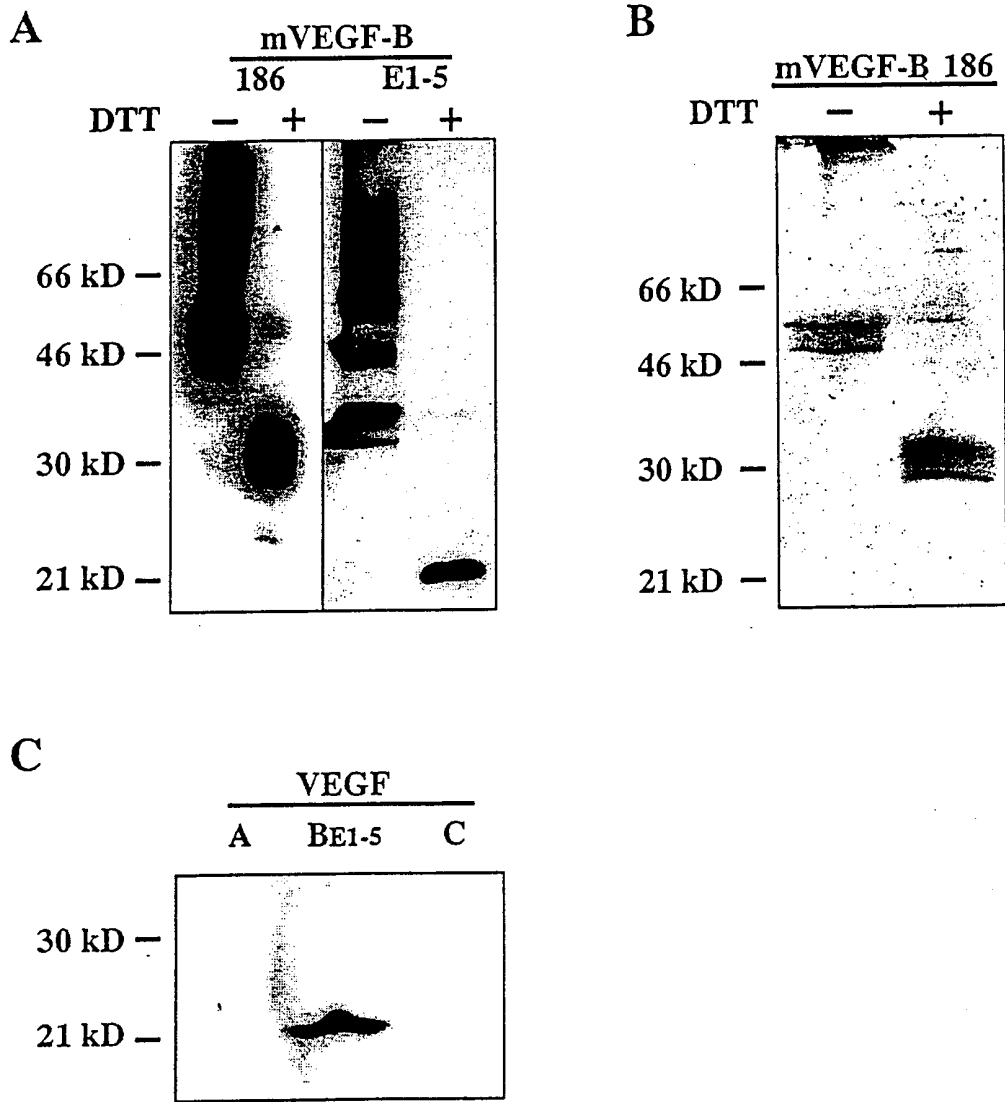 A
mVEGF-B
186 E1-5
DTT − + − +
66 kD
46 kD
30 kD
21 kD
B
mVEGF-B 186
DTT − +
66 kD
46 kD
30 kD
21 kD
C
VEGF
A BE1-5 C
30 kD
21 kD